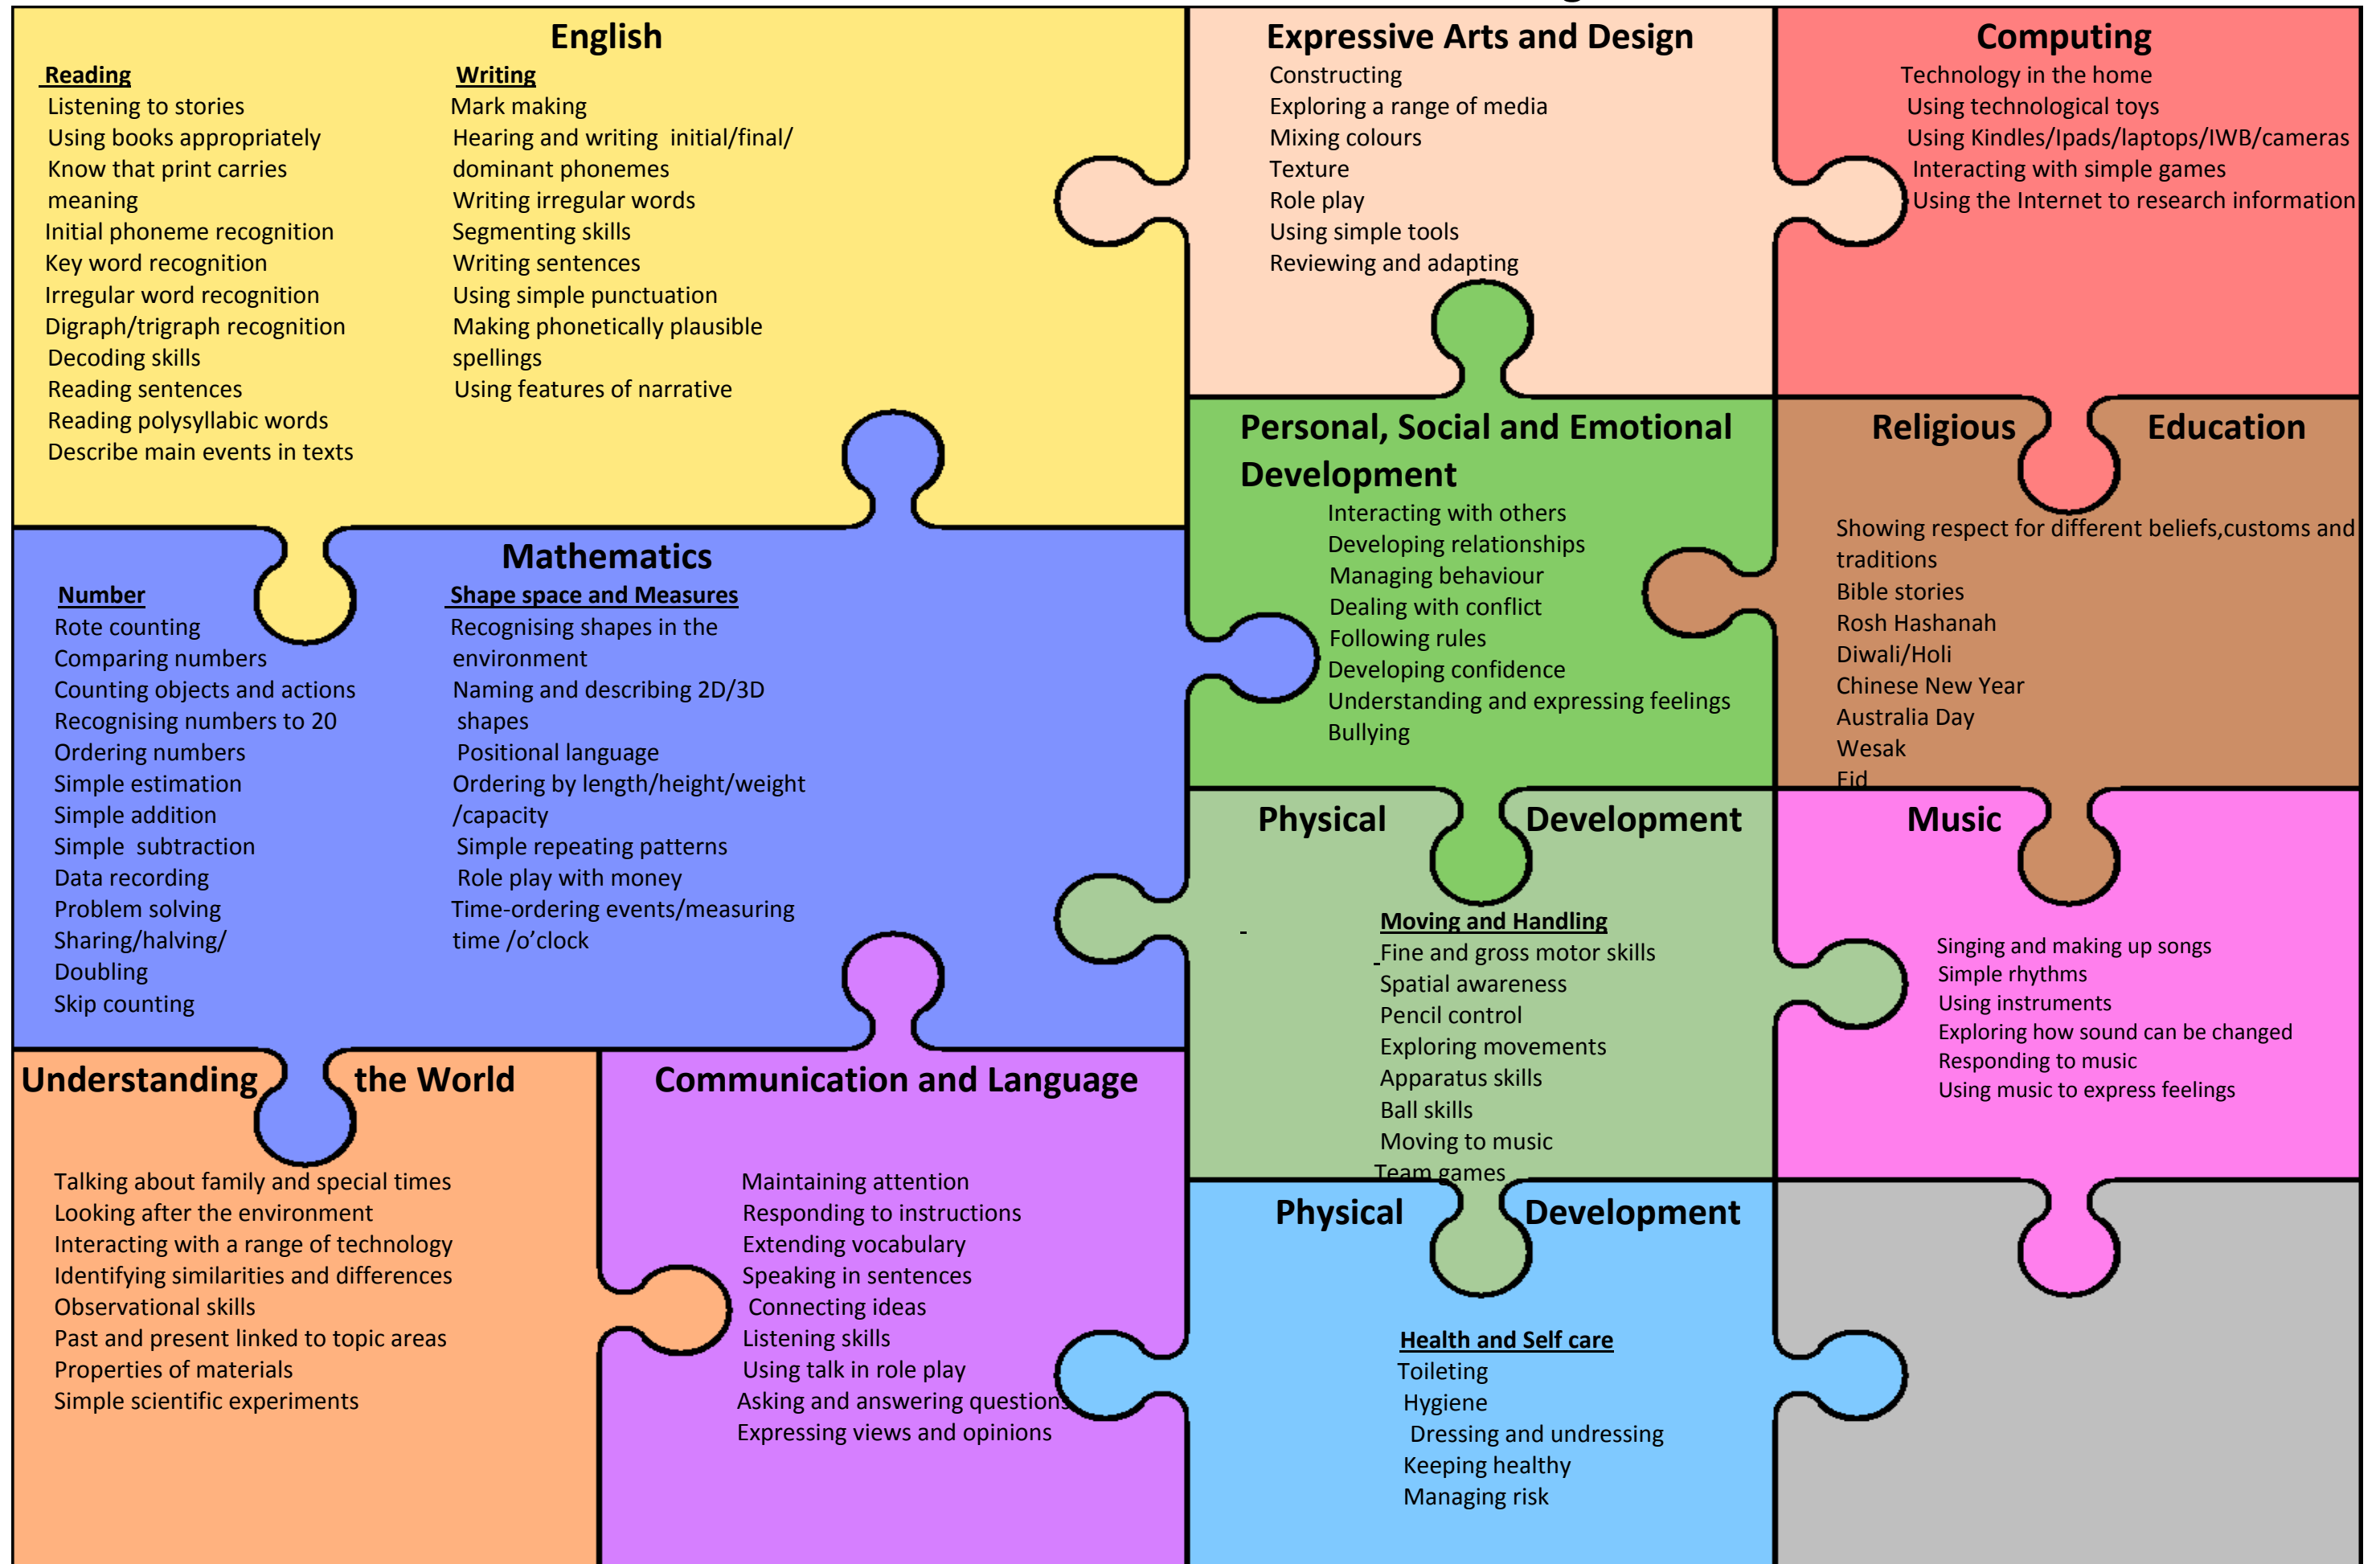 English
Reading
Listening to stories
Using books appropriately
Know that print carries
meaning
Initial phoneme recognition
Key word recognition
Irregular word recognition
Digraph/trigraph recognition
Decoding skills
Reading sentences
Reading polysyllabic words
Describe main events in texts
Writing
Mark making
Hearing and writing initial/final/
dominant phonemes
Writing irregular words
Segmenting skills
Writing sentences
Using simple punctuation
Making phonetically plausible
spellings
Using features of narrative
Expressive Arts and Design
Constructing
Exploring a range of media
Mixing colours
Texture
Role play
Using simple tools
Reviewing and adapting
Computing
Technology in the home
Using technological toys
Using Kindles/Ipads/laptops/IWB/cameras
Interacting with simple games
Using the Internet to research information
Mathematics
Number
Rote counting
Comparing numbers
Counting objects and actions
Recognising numbers to 20
Ordering numbers
Simple estimation
Simple addition
Simple subtraction
Data recording
Problem solving
Sharing/halving/
Doubling
Skip counting
Shape space and Measures
Recognising shapes in the
environment
Naming and describing 2D/3D
shapes
Positional language
Ordering by length/height/weight
/capacity
Simple repeating patterns
Role play with money
Time-ordering events/measuring
time /o’clock
Personal, Social and Emotional
Development
Interacting with others
Developing relationships
Managing behaviour
Dealing with conflict
Following rules
Developing confidence
Understanding and expressing feelings
Bullying
Religious Education
Showing respect for different beliefs,customs and
traditions
Bible stories
Rosh Hashanah
Diwali/Holi
Chinese New Year
Australia Day
Wesak
Eid
Physical Development
Moving and Handling
Fine and gross motor skills
Spatial awareness
Pencil control
Exploring movements
Apparatus skills
Ball skills
Moving to music
Team games
Music
Singing and making up songs
Simple rhythms
Using instruments
Exploring how sound can be changed
Responding to music
Using music to express feelings
Understanding the World
Talking about family and special times
Looking after the environment
Interacting with a range of technology
Identifying similarities and differences
Observational skills
Past and present linked to topic areas
Properties of materials
Simple scientific experiments
Communication and Language
Maintaining attention
Responding to instructions
Extending vocabulary
Speaking in sentences
Connecting ideas
Listening skills
Using talk in role play
Asking and answering questions
Expressing views and opinions
Physical Development
Health and Self care
Toileting
Hygiene
Dressing and undressing
Keeping healthy
Managing risk